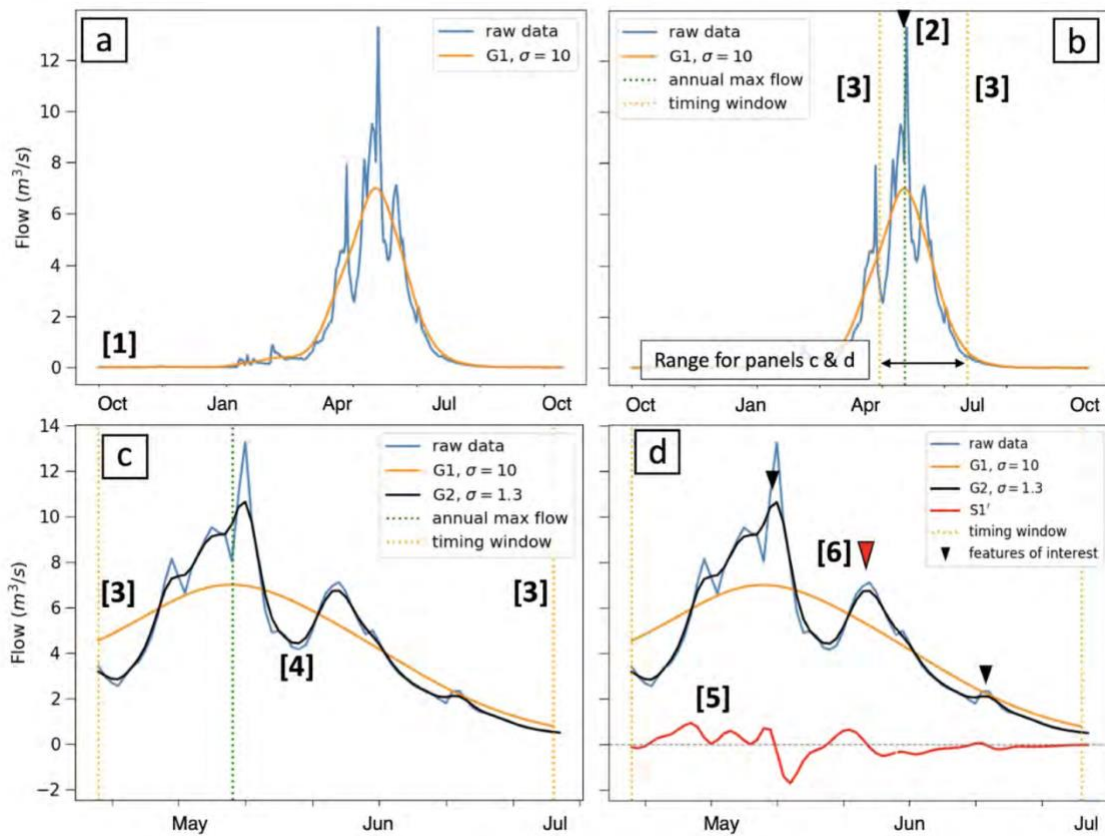 a
raw data
G1, σ = 10
[1]
Flow (m³/s)
12
10
8
6
4
2
0
Oct Jan Apr Jul Oct
b
raw data
G1, σ = 10
annual max flow
timing window
[2]
[3] [3]
Range for panels c & d
Oct Jan Apr Jul Oct
c
raw data
G1, σ = 10
G2, σ = 1.3
annual max flow
timing window
[3] [3]
[4]
Flow (m³/s)
14
12
10
8
6
4
2
0
−2
May Jun Jul
d
raw data
G1, σ = 10
G2, σ = 1.3
S1′
timing window
features of interest
[6]
[5]
May Jun Jul